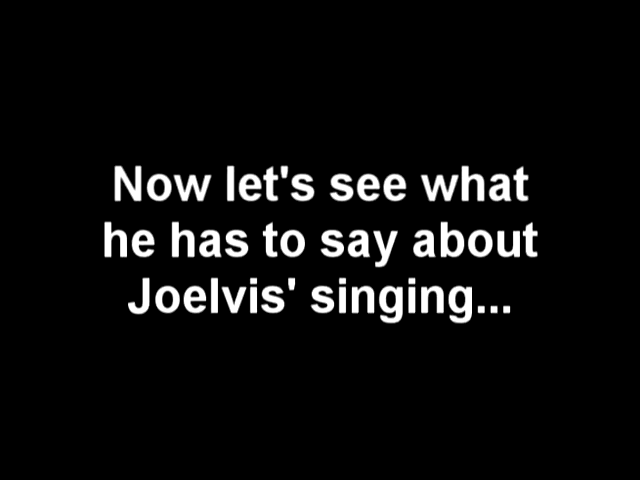 Now let's see what
he has to say about
Joelvis' singing...